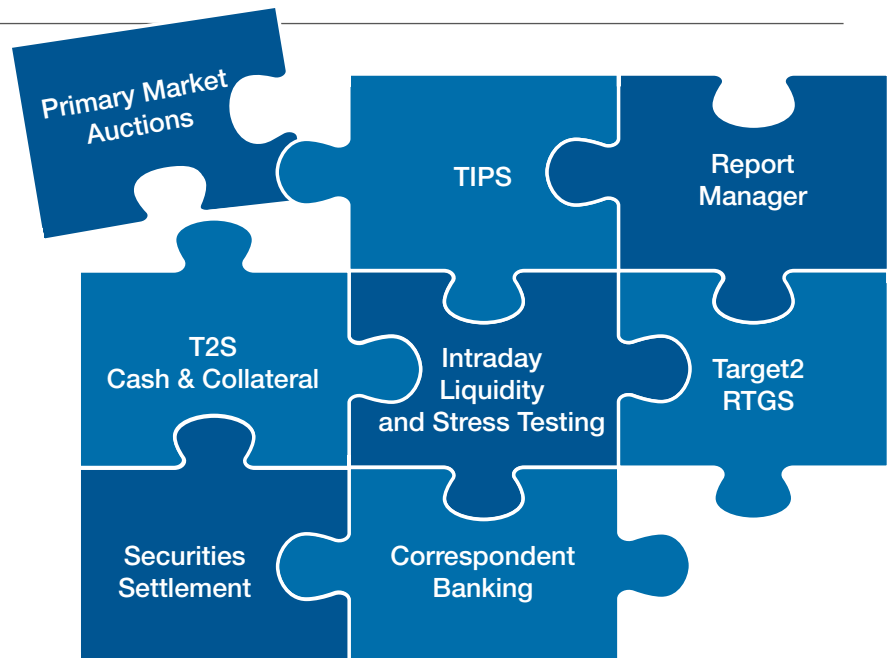 Primary Market
Auctions
TIPS
Report
Manager
T2S
Cash & Collateral
Intraday
Liquidity
and Stress Testing
Target2
RTGS
Securities
Settlement
Correspondent
Banking